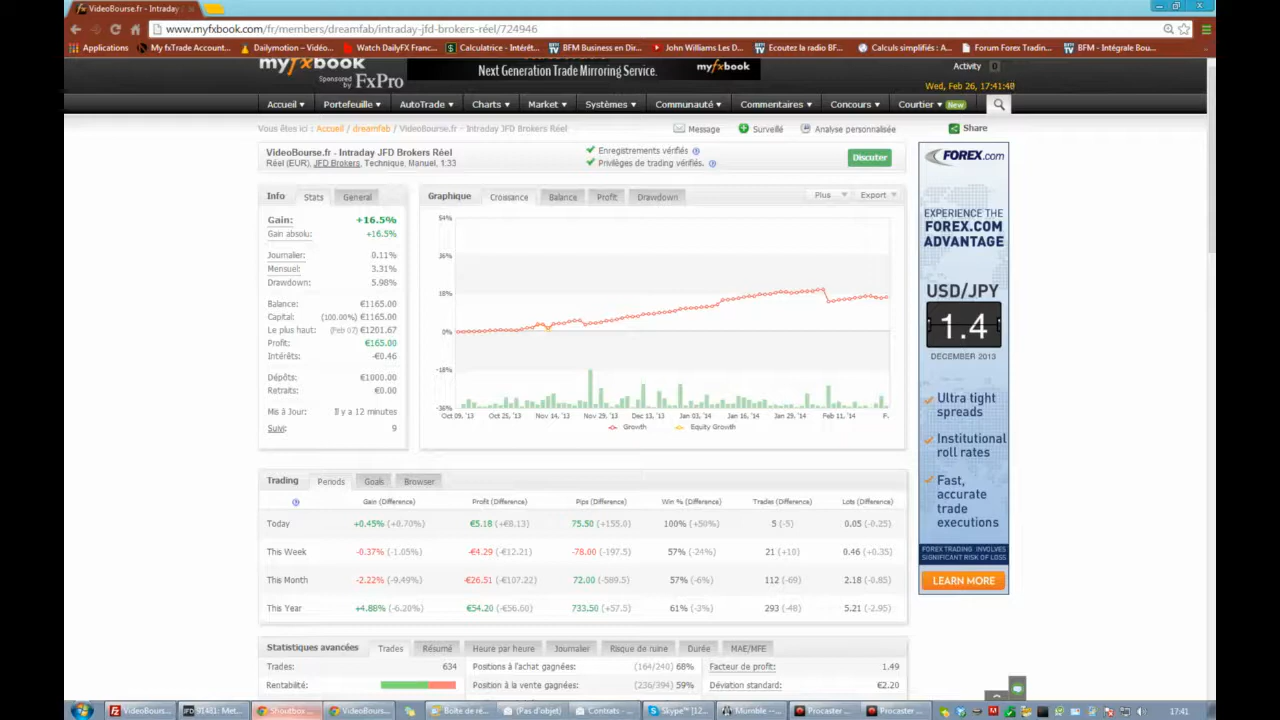 VideoBourse.fr - Intraday
www.myfxbook.com/fr/members/dreamfab/intraday-jfd-brokers-réel/724946
Applications My fxTrade Account... Dailymotion – Vidéo... Watch DailyFX Franc... Calculatrice - Intérêt... BFM Business en Dir... John Williams Les D... Ecoutez la radio BF... Calculs simplifiés : A... Forum Forex Trading... BFM - Intégrale Bou...
myfxbook
Sponsored by FxPro
Next Generation Trade Mirroring Service. myfxbook
Activity 0
Wed, Feb 26, 17:41:48
Accueil Portefeuille AutoTrade Charts Market Systèmes Communauté Commentaires Concours Courtier New
Vous êtes ici : Accueil / dreamfab / VideoBourse.fr - Intraday JFD Brokers Réel
Message Surveillé Analyse personnalisée Share
VideoBourse.fr - Intraday JFD Brokers Réel
Réel (EUR), JFD Brokers, Technique, Manuel, 1:33
Enregistrements vérifiés
Privilèges de trading vérifiés.
Discuter
Info Stats General
Gain: +16.5%
Gain absolu: +16.5%
Journalier: 0.11%
Mensuel: 3.31%
Drawdown: 5.98%
Balance: €1165.00
Capital: (100.00%) €1165.00
Le plus haut: (Feb 07) €1201.67
Profit: €165.00
Intérêts: -€0.46
Dépôts: €1000.00
Retraits: €0.00
Mis à Jour: Il y a 12 minutes
Suivi: 9
Graphique Croissance Balance Profit Drawdown Plus Export
54%
36%
18%
0%
-18%
-36%
Oct 09, '13 Oct 25, '13 Nov 14, '13 Nov 29, '13 Dec 13, '13 Jan 03, '14 Jan 16, '14 Jan 29, '14 Feb 11, '14 F.
Growth Equity Growth
Trading Periods Goals Browser
Gain (Difference) Profit (Difference) Pips (Difference) Win % (Difference) Trades (Difference) Lots (Difference)
Today +0.45% (+0.70%) €5.18 (+€8.13) 75.50 (+155.0) 100% (+50%) 5 (-5) 0.05 (-0.25)
This Week -0.37% (-1.05%) -€4.29 (-€12.21) -78.00 (-197.5) 57% (-24%) 21 (+10) 0.46 (+0.35)
This Month -2.22% (-9.49%) -€26.51 (-€107.22) 72.00 (-589.5) 57% (-6%) 112 (-69) 2.18 (-0.85)
This Year +4.88% (-6.20%) €54.20 (-€56.60) 733.50 (+57.5) 61% (-3%) 293 (-48) 5.21 (-2.95)
Statistiques avancées Trades Résumé Heure par heure Journalier Risque de ruine Durée MAE/MFE
Trades: 634 Positions à l'achat gagnées: (164/240) 68% Facteur de profit: 1.49
Rentabilité: Position à la vente gagnées: (236/394) 59% Déviation standard: €2.20
FOREX.com
EXPERIENCE THE
FOREX.COM
ADVANTAGE
USD/JPY
1.4
DECEMBER 2013
Ultra tight
spreads
Institutional
roll rates
Fast,
accurate
trade
executions
FOREX TRADING INVOLVES
SIGNIFICANT RISK OF LOSS
LEARN MORE
VideoBours... 91481: Met... Shoutbox ... VideoBours... Boîte de ré... (Pas d'objet) Contrats - ... Skype™ [12... Mumble -- ... Procaster ... Procaster ... 17:41